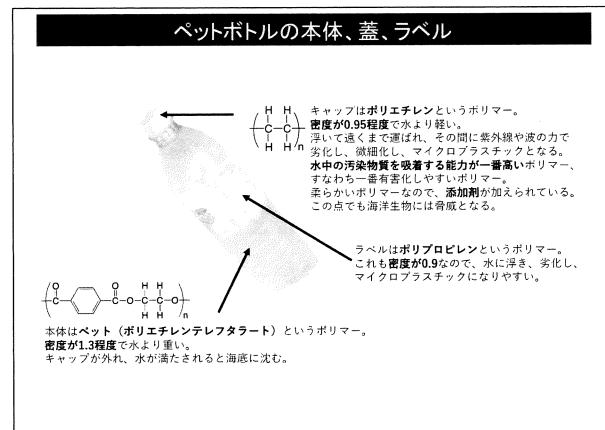 ペットボトルの本体、蓋、ラベル
キャップはポリエチレンというポリマー。
密度が0.95程度で水より軽い。
浮いて遠くまで運ばれ、その間に紫外線や波の力で
劣化し、微細化し、マイクロプラスチックとなる。
水中の汚染物質を吸着する能力が一番高いポリマー、
すなわち一番有害化しやすいポリマー。
柔らかいポリマーなので、添加剤が加えられている。
この点でも海洋生物には脅威となる。
H H
C C
H H
n
ラベルはポリプロピレンというポリマー。
これも密度が0.9なので、水に浮き、劣化し、
マイクロプラスチックになりやすい。
O O H H
C C O C C O
H H
n
本体はペット（ポリエチレンテレフタラート）というポリマー。
密度が1.3程度で水より重い。
キャップが外れ、水が満たされると海底に沈む。